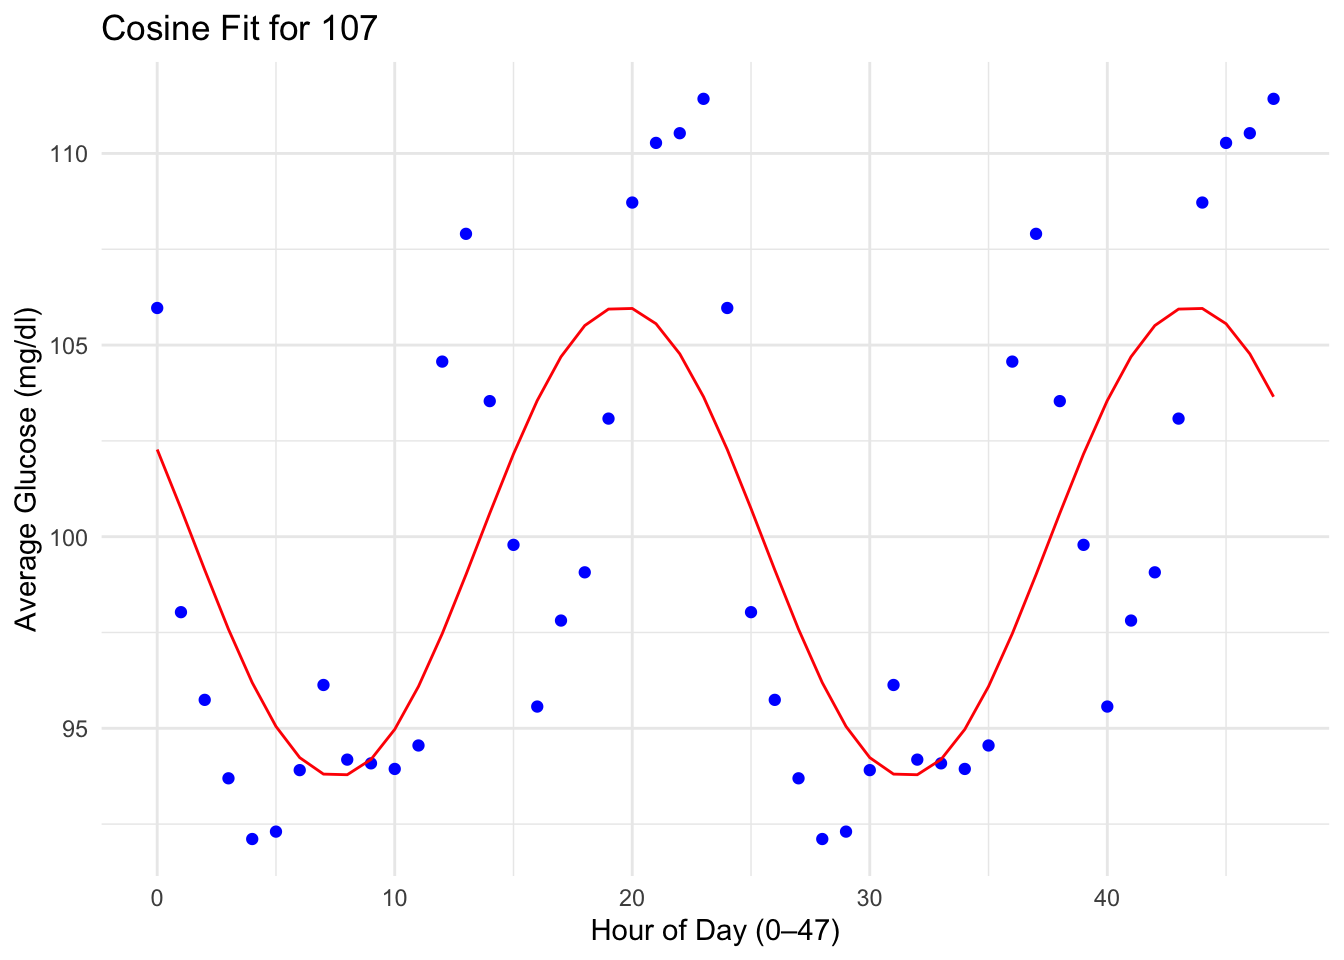 Cosine Fit for 107
Average Glucose (mg/dl)
110
105
100
95
0 10 20 30 40
Hour of Day (0–47)